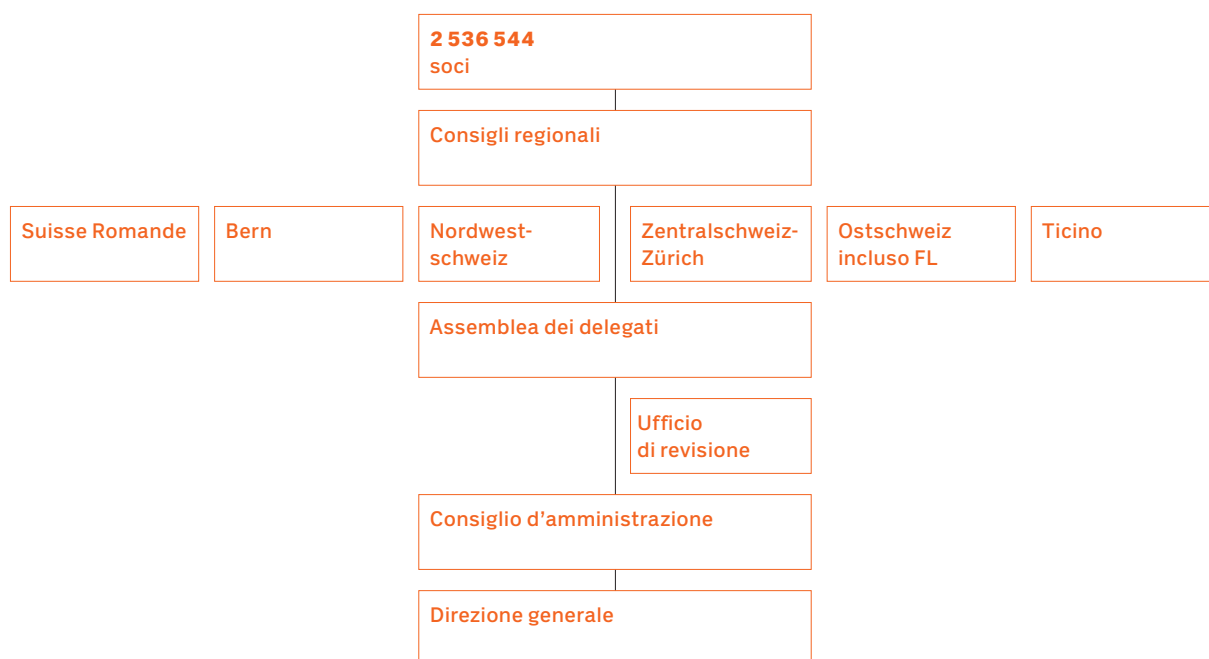 2 536 544
soci
Consigli regionali
Suisse Romande
Bern
Nordwest-
schweiz
Zentralschweiz-
Zürich
Ostschweiz
incluso FL
Ticino
Assemblea dei delegati
Ufficio
di revisione
Consiglio d’amministrazione
Direzione generale